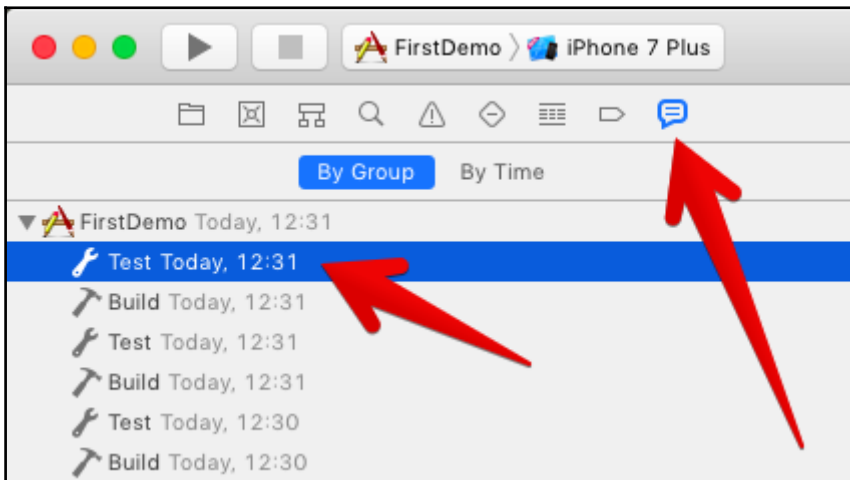 FirstDemo iPhone 7 Plus
By Group By Time
FirstDemo Today, 12:31
Test Today, 12:31
Build Today, 12:31
Test Today, 12:31
Build Today, 12:31
Test Today, 12:30
Build Today, 12:30